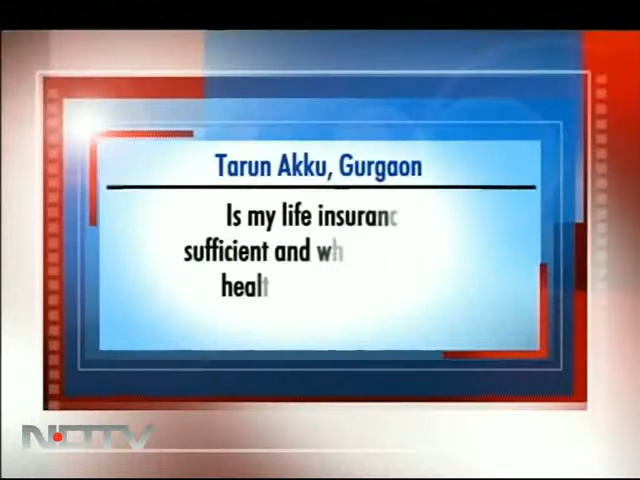 Tarun Akku, Gurgaon
Is my life insuranc
sufficient and wh
healt
NDTV